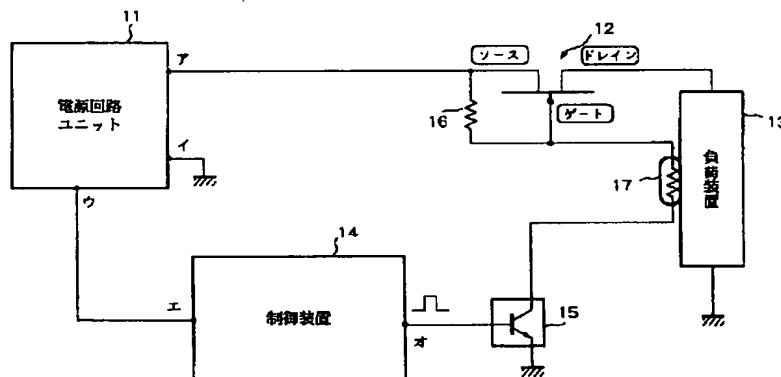 11
ア
ソース
12
ドレイン
電源回路
ユニット
16
ゲート
13
イ
17
負荷装置
ウ
14
エ
制御装置
オ
15